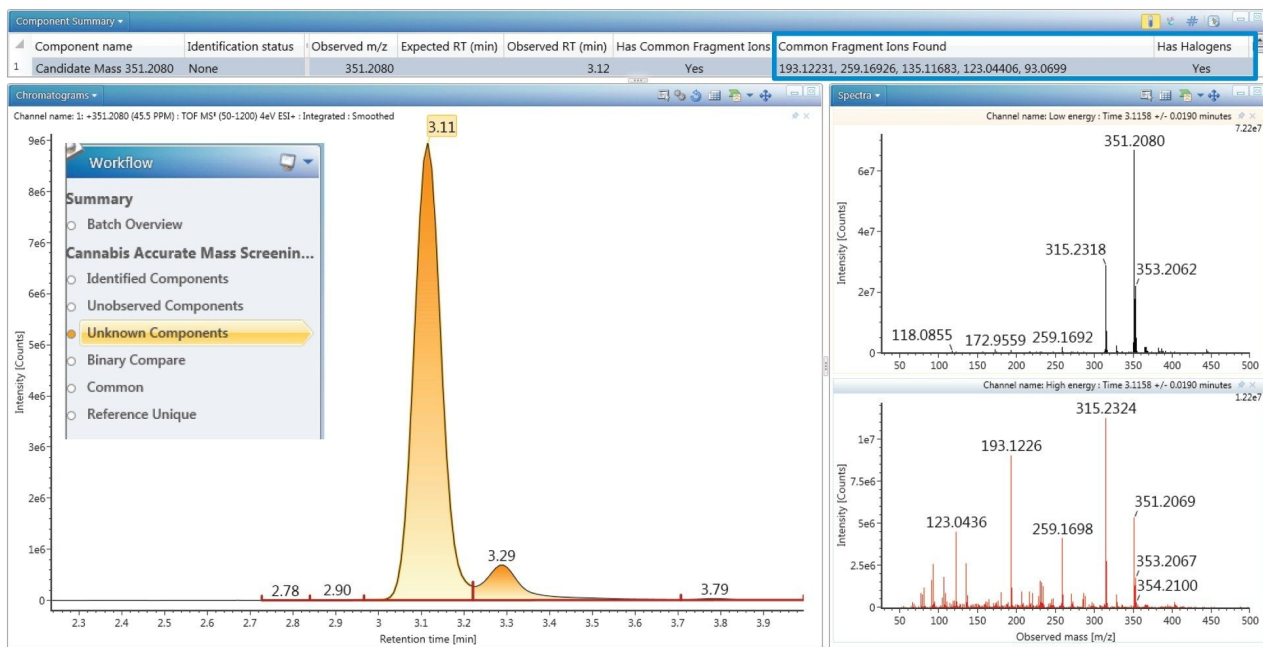 Component Summary
Component name Identification status Observed m/z Expected RT (min) Observed RT (min) Has Common Fragment Ions Common Fragment Ions Found Has Halogens
1 Candidate Mass 351.2080 None 351.2080 3.12 Yes 193.12231, 259.16926, 135.11683, 123.04406, 93.0699 Yes
Chromatograms
Channel name: 1: +351.2080 (45.5 PPM) : TOF MSᴱ (50-1200) 4eV ESI+ : Integrated : Smoothed
3.11
9e6
8e6
7e6
6e6
5e6
4e6
3e6
2e6
1e6
0
Intensity [Counts]
Workflow
Summary
Batch Overview
Cannabis Accurate Mass Screenin...
Identified Components
Unobserved Components
Unknown Components
Binary Compare
Common
Reference Unique
2.78 2.90 3.29 3.79
2.3 2.4 2.5 2.6 2.7 2.8 2.9 3 3.1 3.2 3.3 3.4 3.5 3.6 3.7 3.8 3.9
Retention time [min]
Spectra
Channel name: Low energy : Time 3.1158 +/- 0.0190 minutes
7.22e7
351.2080
6e7
4e7
2e7
0
Intensity [Counts]
315.2318
353.2062
118.0855 172.9559 259.1692
50 100 150 200 250 300 350 400 450 500
Channel name: High energy : Time 3.1158 +/- 0.0190 minutes
1.22e7
315.2324
1e7
7.5e6
5e6
2.5e6
0
Intensity [Counts]
193.1226
351.2069
123.0436
259.1698
353.2067
354.2100
50 100 150 200 250 300 350 400 450 500
Observed mass [m/z]